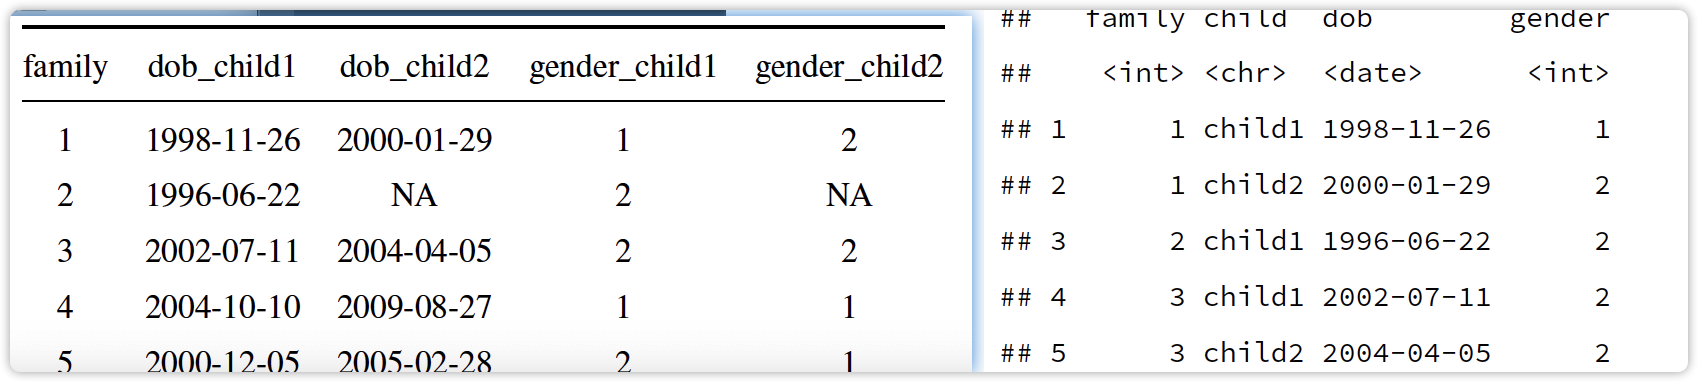 family dob_child1 dob_child2 gender_child1 gender_child2
1 1998-11-26 2000-01-29 1 2
2 1996-06-22 NA 2 NA
3 2002-07-11 2004-04-05 2 2
4 2004-10-10 2009-08-27 1 1
5 2000-12-05 2005-02-28 2 1
## family child dob gender
## <int> <chr> <date> <int>
## 1 1 child1 1998-11-26 1
## 2 1 child2 2000-01-29 2
## 3 2 child1 1996-06-22 2
## 4 3 child1 2002-07-11 2
## 5 3 child2 2004-04-05 2